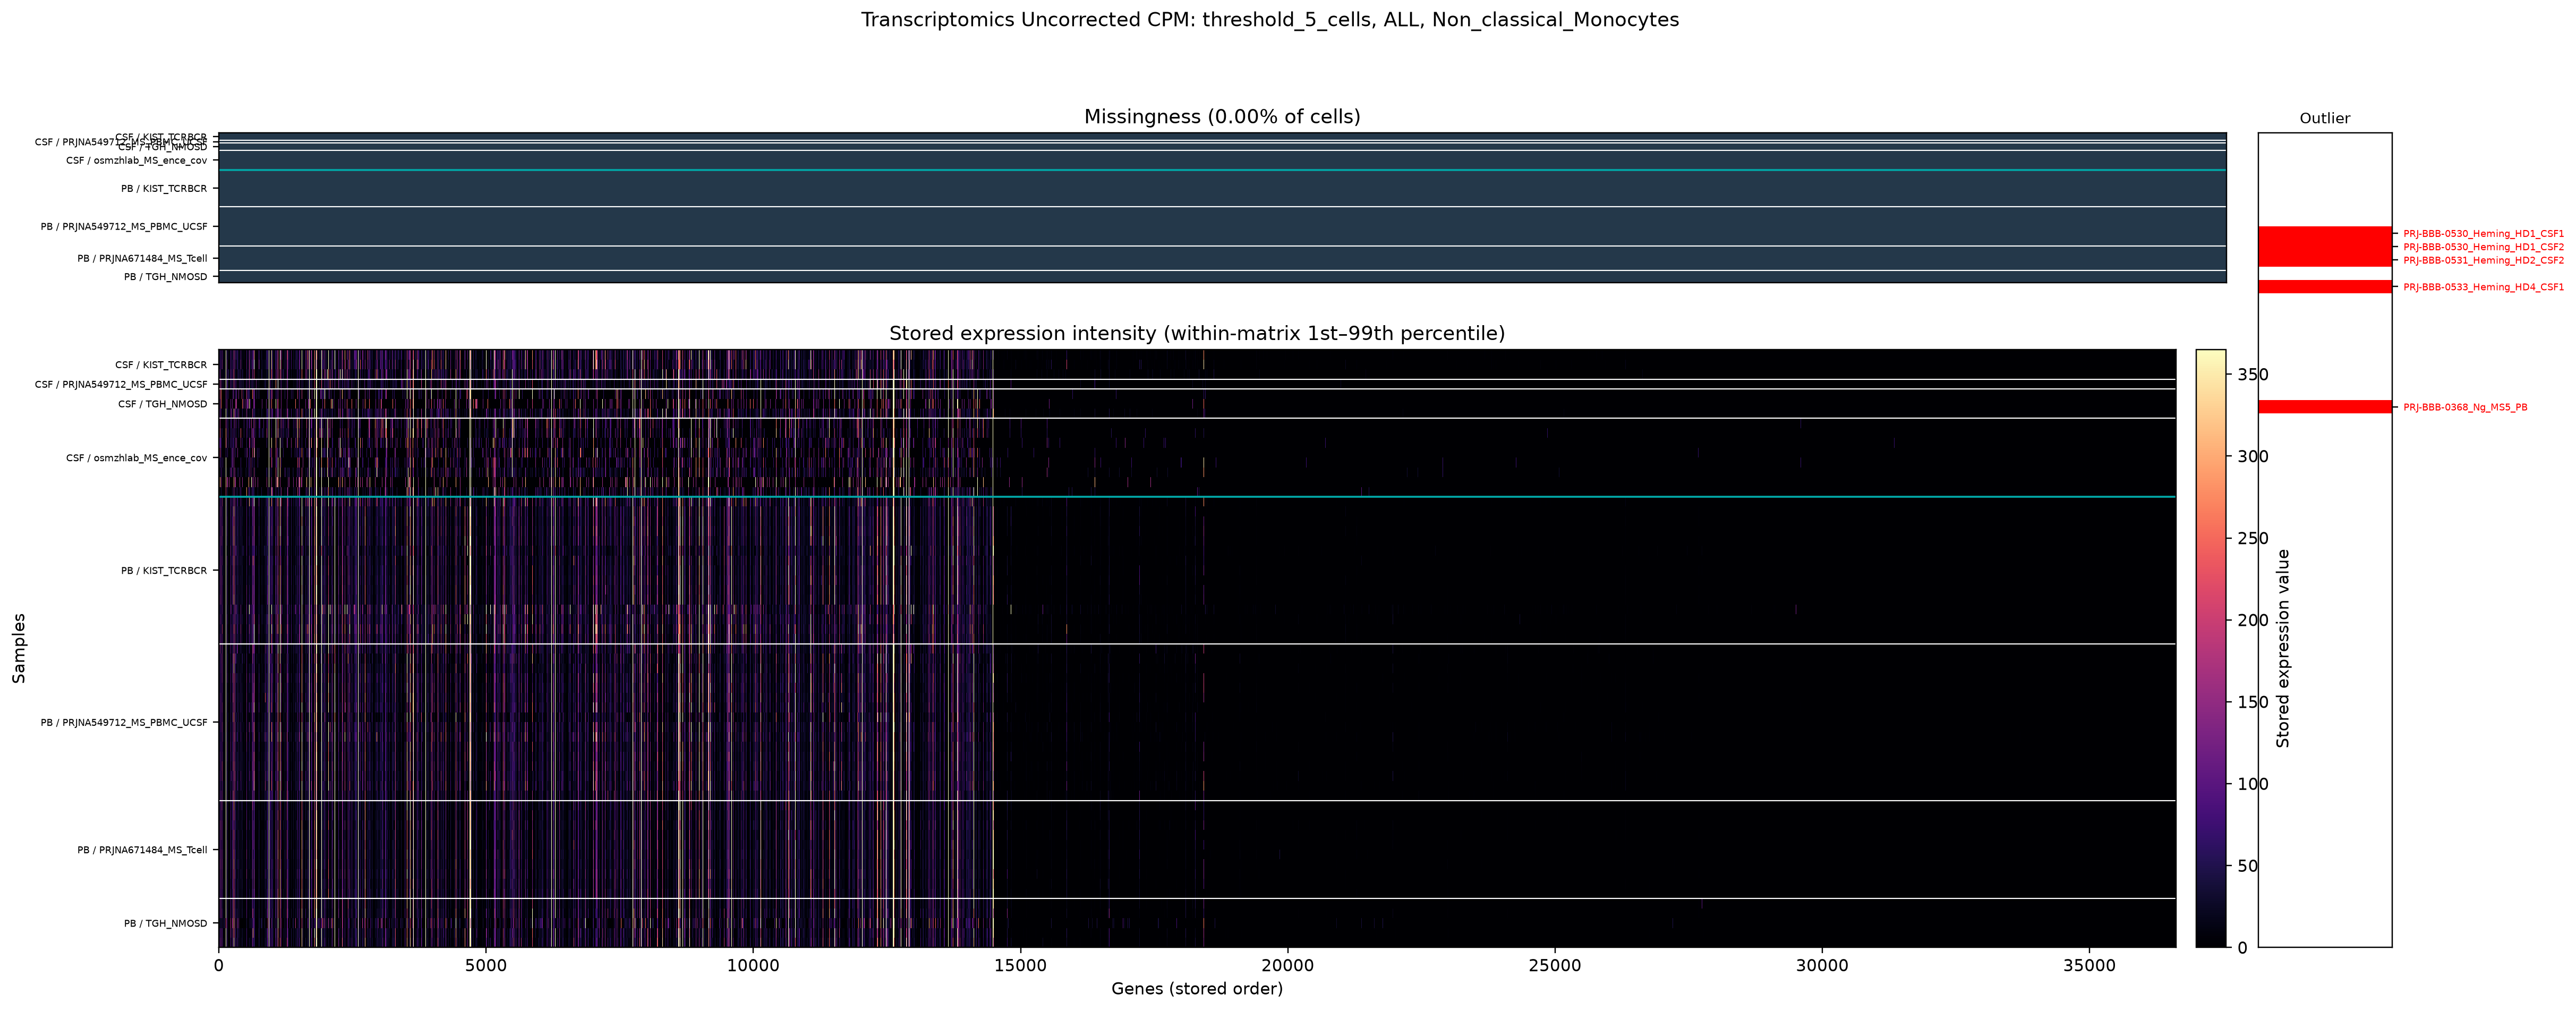 Transcriptomics Uncorrected CPM: threshold_5_cells, ALL, Non_classical_Monocytes
Missingness (0.00% of cells)
Outlier
CSF / KIST_TCRBCR
CSF / PRJNA549712_MS_PBMC_UCSF
CSF / TGH_NMOSD
CSF / osmzhlab_MS_ence_cov
PB / KIST_TCRBCR
PB / PRJNA549712_MS_PBMC_UCSF
PB / PRJNA671484_MS_Tcell
PB / TGH_NMOSD
PRJ-BBB-0530_Heming_HD1_CSF1
PRJ-BBB-0530_Heming_HD1_CSF2
PRJ-BBB-0531_Heming_HD2_CSF2
PRJ-BBB-0533_Heming_HD4_CSF1
PRJ-BBB-0368_Ng_MS5_PB
Stored expression intensity (within-matrix 1st–99th percentile)
CSF / KIST_TCRBCR
CSF / PRJNA549712_MS_PBMC_UCSF
CSF / TGH_NMOSD
CSF / osmzhlab_MS_ence_cov
PB / KIST_TCRBCR
PB / PRJNA549712_MS_PBMC_UCSF
PB / PRJNA671484_MS_Tcell
PB / TGH_NMOSD
Samples
350
300
250
200
150
100
50
0
Stored expression value
0 5000 10000 15000 20000 25000 30000 35000
Genes (stored order)